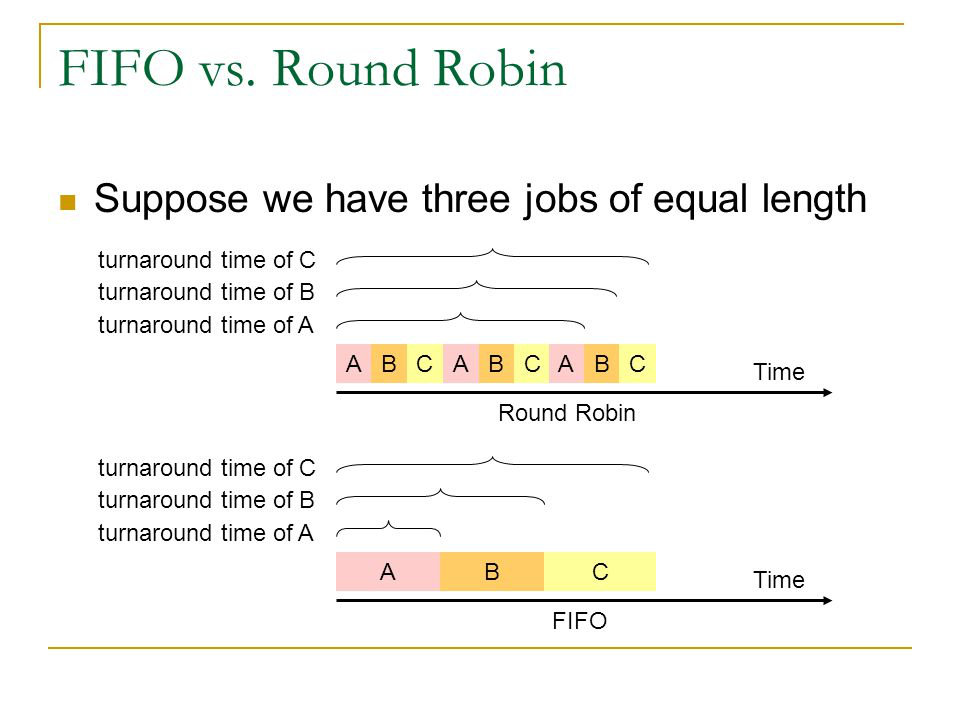 FIFO vs. Round Robin
Suppose we have three jobs of equal length
turnaround time of C
turnaround time of B
turnaround time of A
A B C A B C A B C
Time
Round Robin
turnaround time of C
turnaround time of B
turnaround time of A
A B C
Time
FIFO